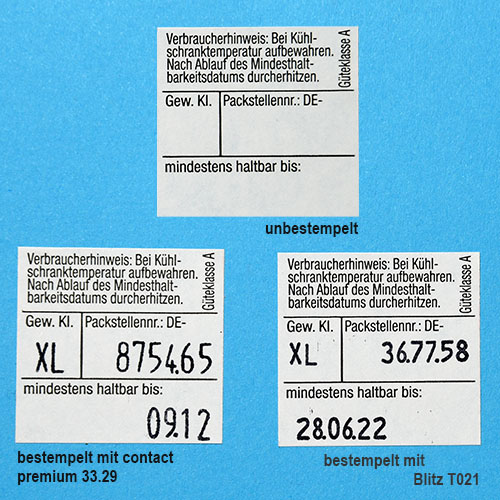 Verbraucherhinweis: Bei Kühl-
schranktemperatur aufbewahren.
Nach Ablauf des Mindesthalt-
barkeitsdatums durcherhitzen.
Güteklasse A
Gew. Kl.
Packstellennr.: DE-
mindestens haltbar bis:
unbestempelt
Verbraucherhinweis: Bei Kühl-
schranktemperatur aufbewahren.
Nach Ablauf des Mindesthalt-
barkeitsdatums durcherhitzen.
Güteklasse A
Gew. Kl.
Packstellennr.: DE-
XL
8754.65
mindestens haltbar bis:
09.12
bestempelt mit contact
premium 33.29
Verbraucherhinweis: Bei Kühl-
schranktemperatur aufbewahren.
Nach Ablauf des Mindesthalt-
barkeitsdatums durcherhitzen.
Güteklasse A
Gew. Kl.
Packstellennr.: DE-
XL
36.77.58
mindestens haltbar bis:
28.06.22
bestempelt mit
Blitz T021